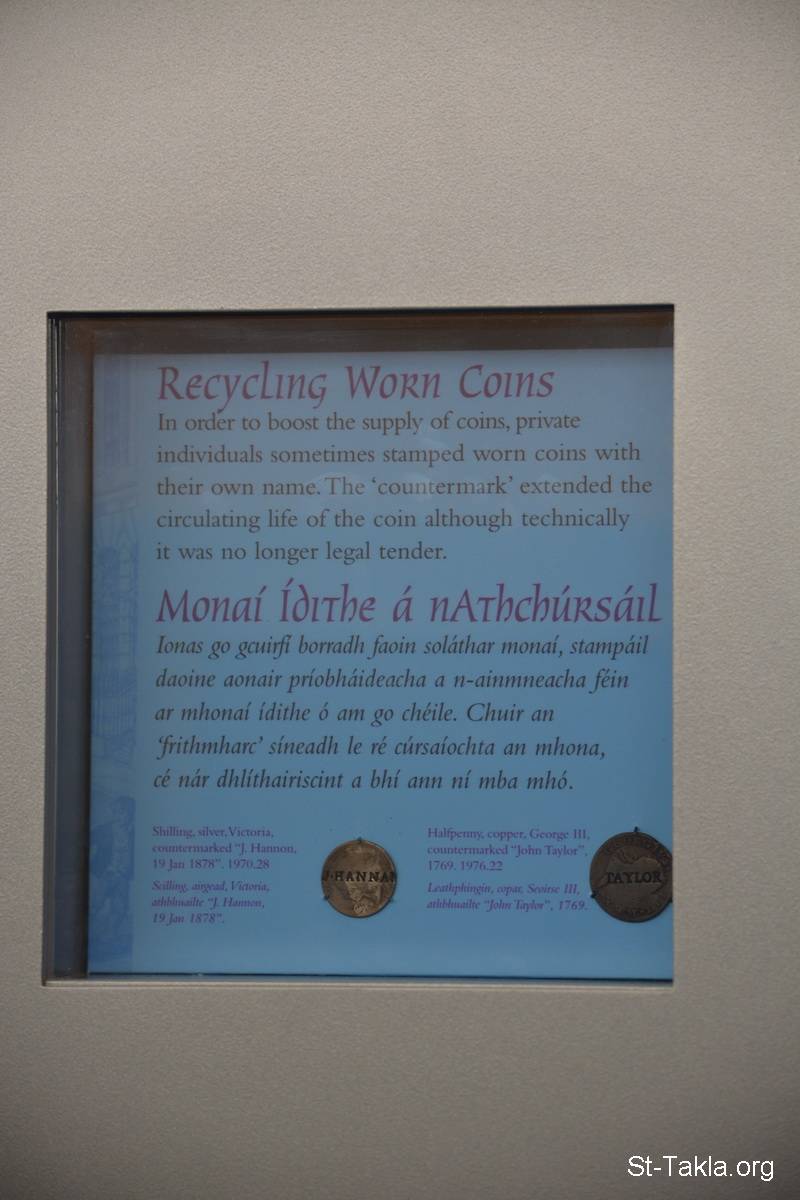 Recycling Worn Coins
In order to boost the supply of coins, private
individuals sometimes stamped worn coins with
their own name. The ‘countermark’ extended the
circulating life of the coin although technically
it was no longer legal tender.
Monaí Ídithe á nAthchúrsáil
Ionas go gcuirfí borradh faoin soláthar monaí, stampáil
daoine aonair príobháideacha a n-ainmneacha féin
ar mhonaí ídithe ó am go chéile. Chuir an
‘frithmharc’ síneadh le ré cúrsaíochta an mhona,
cé nár dhlíthairiscint a bhí ann ní mba mhó.
Shilling, silver, Victoria,
countermarked “J. Hannon,
19 Jan 1878”. 1970.28
Scilling, airgead, Victoria,
athbhuailte “J. Hannon,
19 Jan 1878”.
J·HANNA
Halfpenny, copper, George III,
countermarked “John Taylor”,
1769. 1976.22
Leathphingin, copar, Seoirse III,
athbhuailte “John Taylor”, 1769.
TAYLOR
St-Takla.org